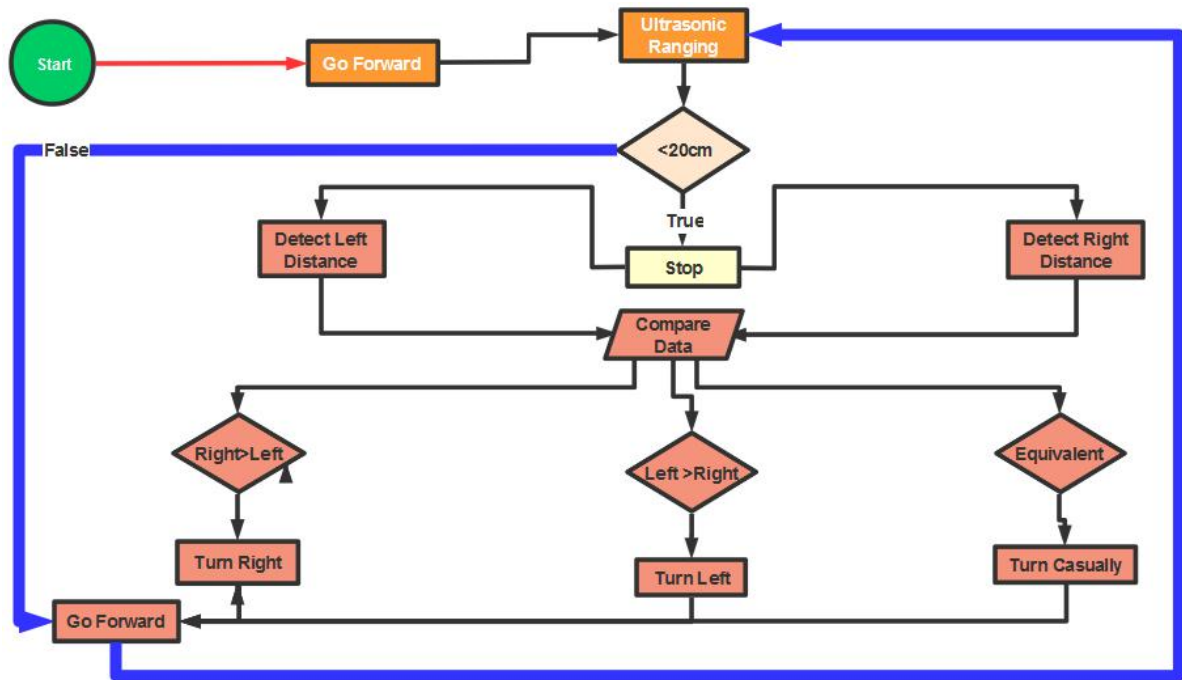 Start
Go Forward
Ultrasonic
Ranging
False
<20cm
True
Detect Left
Distance
Stop
Detect Right
Distance
Compare
Data
Right>Left
Left >Right
Equivalent
Turn Right
Turn Left
Turn Casually
Go Forward